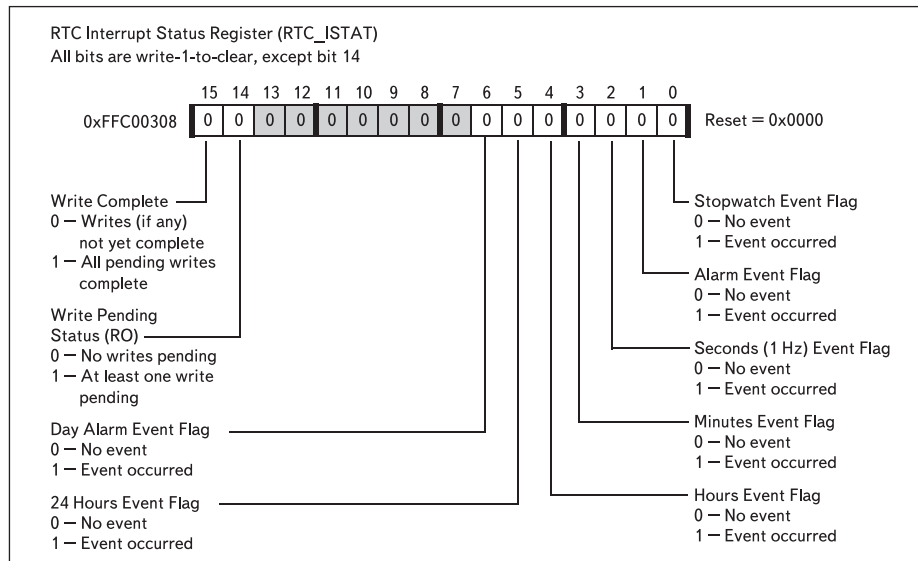 RTC Interrupt Status Register (RTC_ISTAT)
All bits are write-1-to-clear, except bit 14
15 14 13 12 11 10 9 8 7 6 5 4 3 2 1 0
0xFFC00308 0 0 0 0 0 0 0 0 0 0 0 0 0 0 0 0 Reset = 0x0000
Write Complete
0 – Writes (if any)
not yet complete
1 – All pending writes
complete
Write Pending
Status (RO)
0 – No writes pending
1 – At least one write
pending
Day Alarm Event Flag
0 – No event
1 – Event occurred
24 Hours Event Flag
0 – No event
1 – Event occurred
Stopwatch Event Flag
0 – No event
1 – Event occurred
Alarm Event Flag
0 – No event
1 – Event occurred
Seconds (1 Hz) Event Flag
0 – No event
1 – Event occurred
Minutes Event Flag
0 – No event
1 – Event occurred
Hours Event Flag
0 – No event
1 – Event occurred